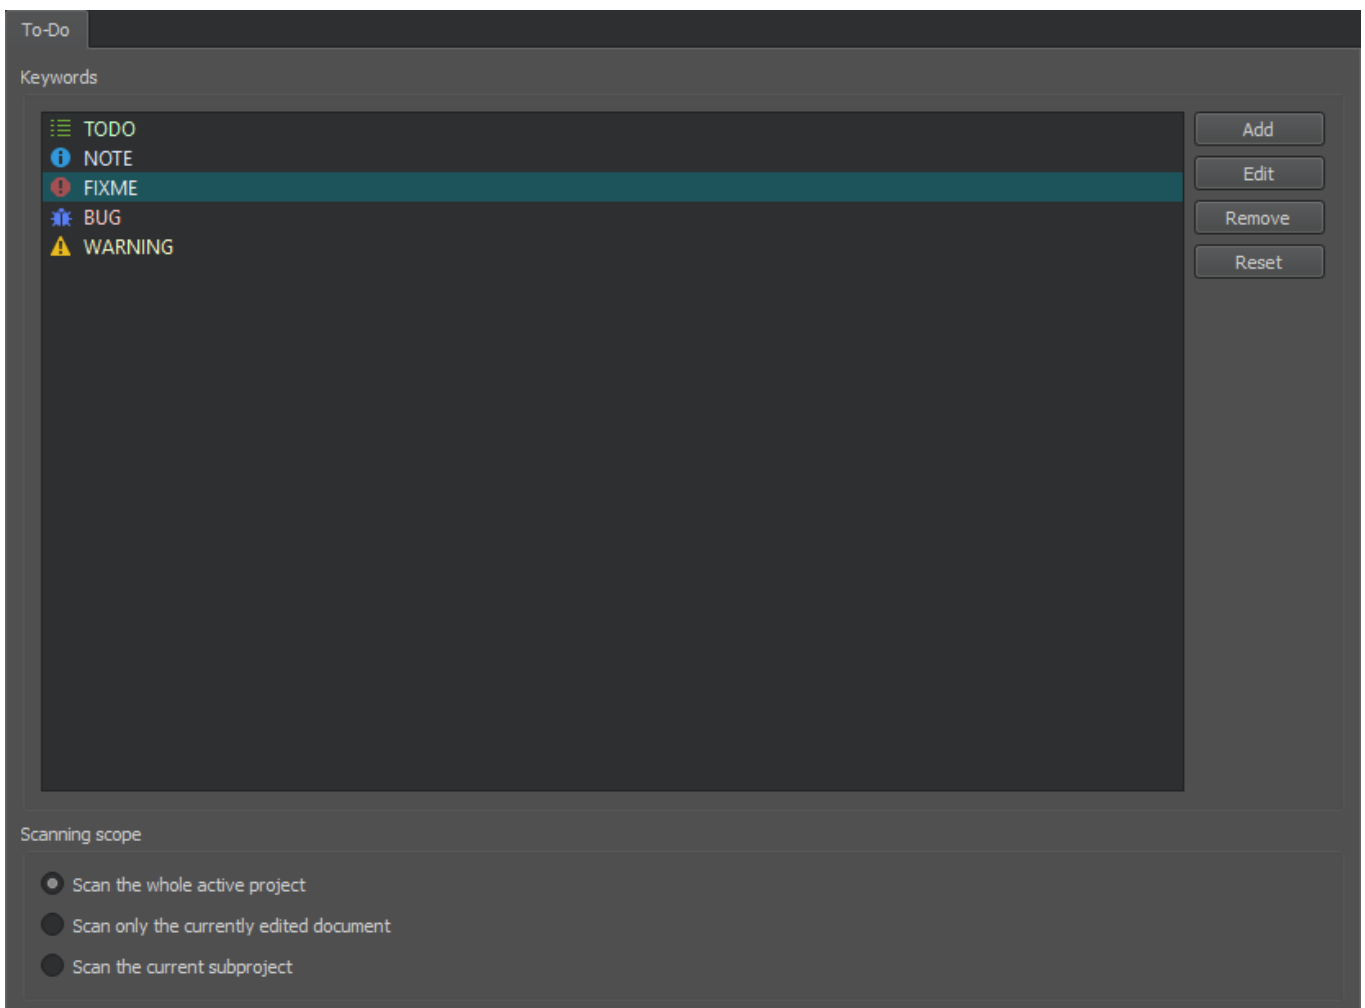 To-Do
Keywords
TODO
NOTE
FIXME
BUG
WARNING
Add
Edit
Remove
Reset
Scanning scope
Scan the whole active project
Scan only the currently edited document
Scan the current subproject